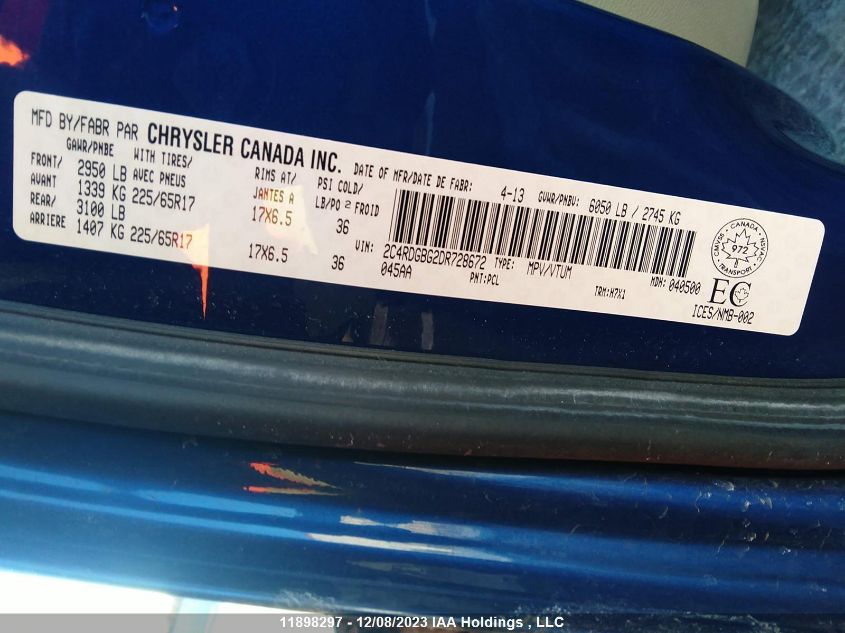 MFD BY/FABR PAR CHRYSLER CANADA INC. DATE OF MFR/DATE DE FABR: 4-13 GVWR/PNBV: 6050 LB / 2745 KG
GAWR/PNBE WITH TIRES/ RIMS AT/ PSI COLD/
AVEC PNEUS JANTES A LB/PO2 FROID
FRONT/ 2950 LB
AVANT 1339 KG 225/65R17 17X6.5 36
REAR/ 3100 LB
ARRIERE 1407 KG 225/65R17 17X6.5 36
VIN: 2C4RDGBG2DR728672 TYPE: MPV/VTUM MDH: 040500
045AA PNT:PCL TRM:H7X1
CMVSS • CANADA • NSVAC
972
TRANSPORT
EC
ICES/NMB-002
11898297 - 12/08/2023 IAA Holdings , LLC